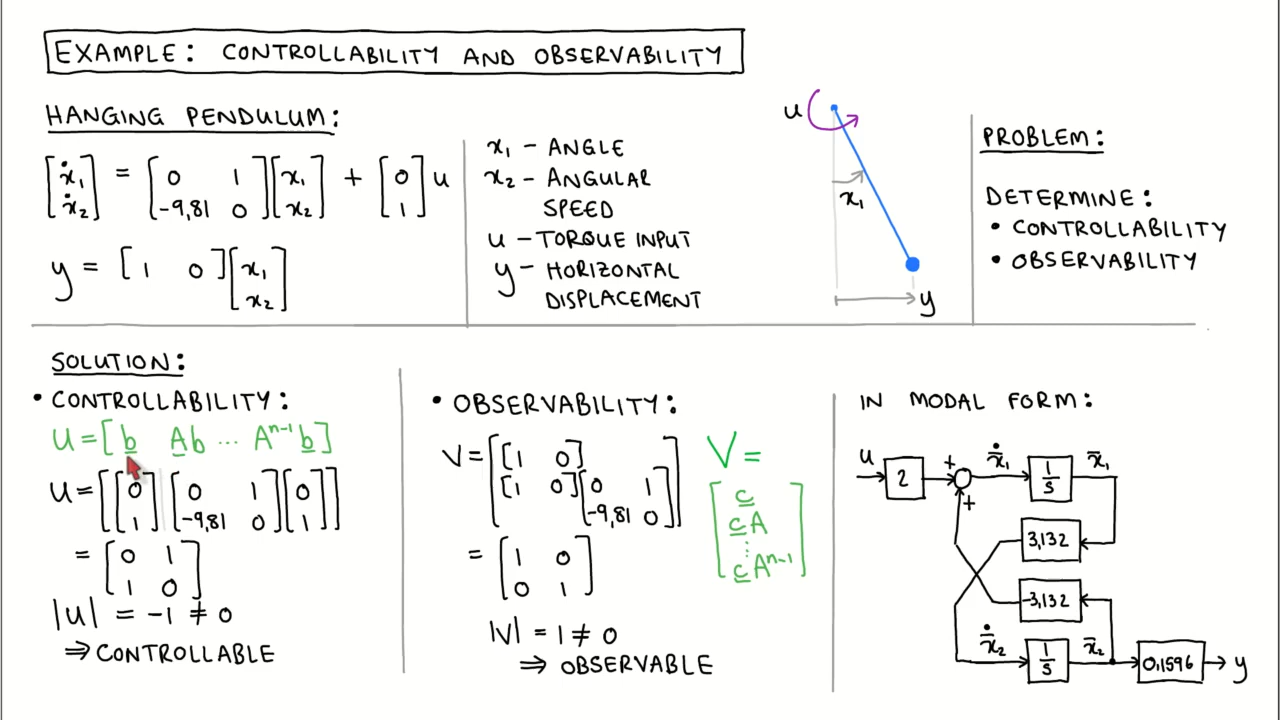 EXAMPLE: CONTROLLABILITY AND OBSERVABILITY
HANGING PENDULUM:
[ẋ₁ ẋ₂] = [0 1; -9,81 0][x₁ x₂] + [0 1] u
y = [1 0][x₁ x₂]
x₁ - ANGLE
x₂ - ANGULAR
SPEED
u - TORQUE INPUT
y - HORIZONTAL
DISPLACEMENT
u
x₁
y
PROBLEM:
DETERMINE:
• CONTROLLABILITY
• OBSERVABILITY
SOLUTION:
• CONTROLLABILITY:
U = [b Ab ... Aⁿ⁻¹b]
U = [[0 1] [0 1; -9,81 0][0 1]]
= [0 1; 1 0]
|U| = -1 ≠ 0
⇒ CONTROLLABLE
• OBSERVABILITY:
V = [[1 0]; [1 0][0 1; -9,81 0]]
= [1 0; 0 1]
|V| = 1 ≠ 0
⇒ OBSERVABLE
V =
[c
cA
⋮
cAⁿ⁻¹]
IN MODAL FORM:
u 2 + + ẋ̄₁ 1/s x̄₁
3,132
-3,132
ẋ̄₂ 1/s x̄₂ 0,1596 y